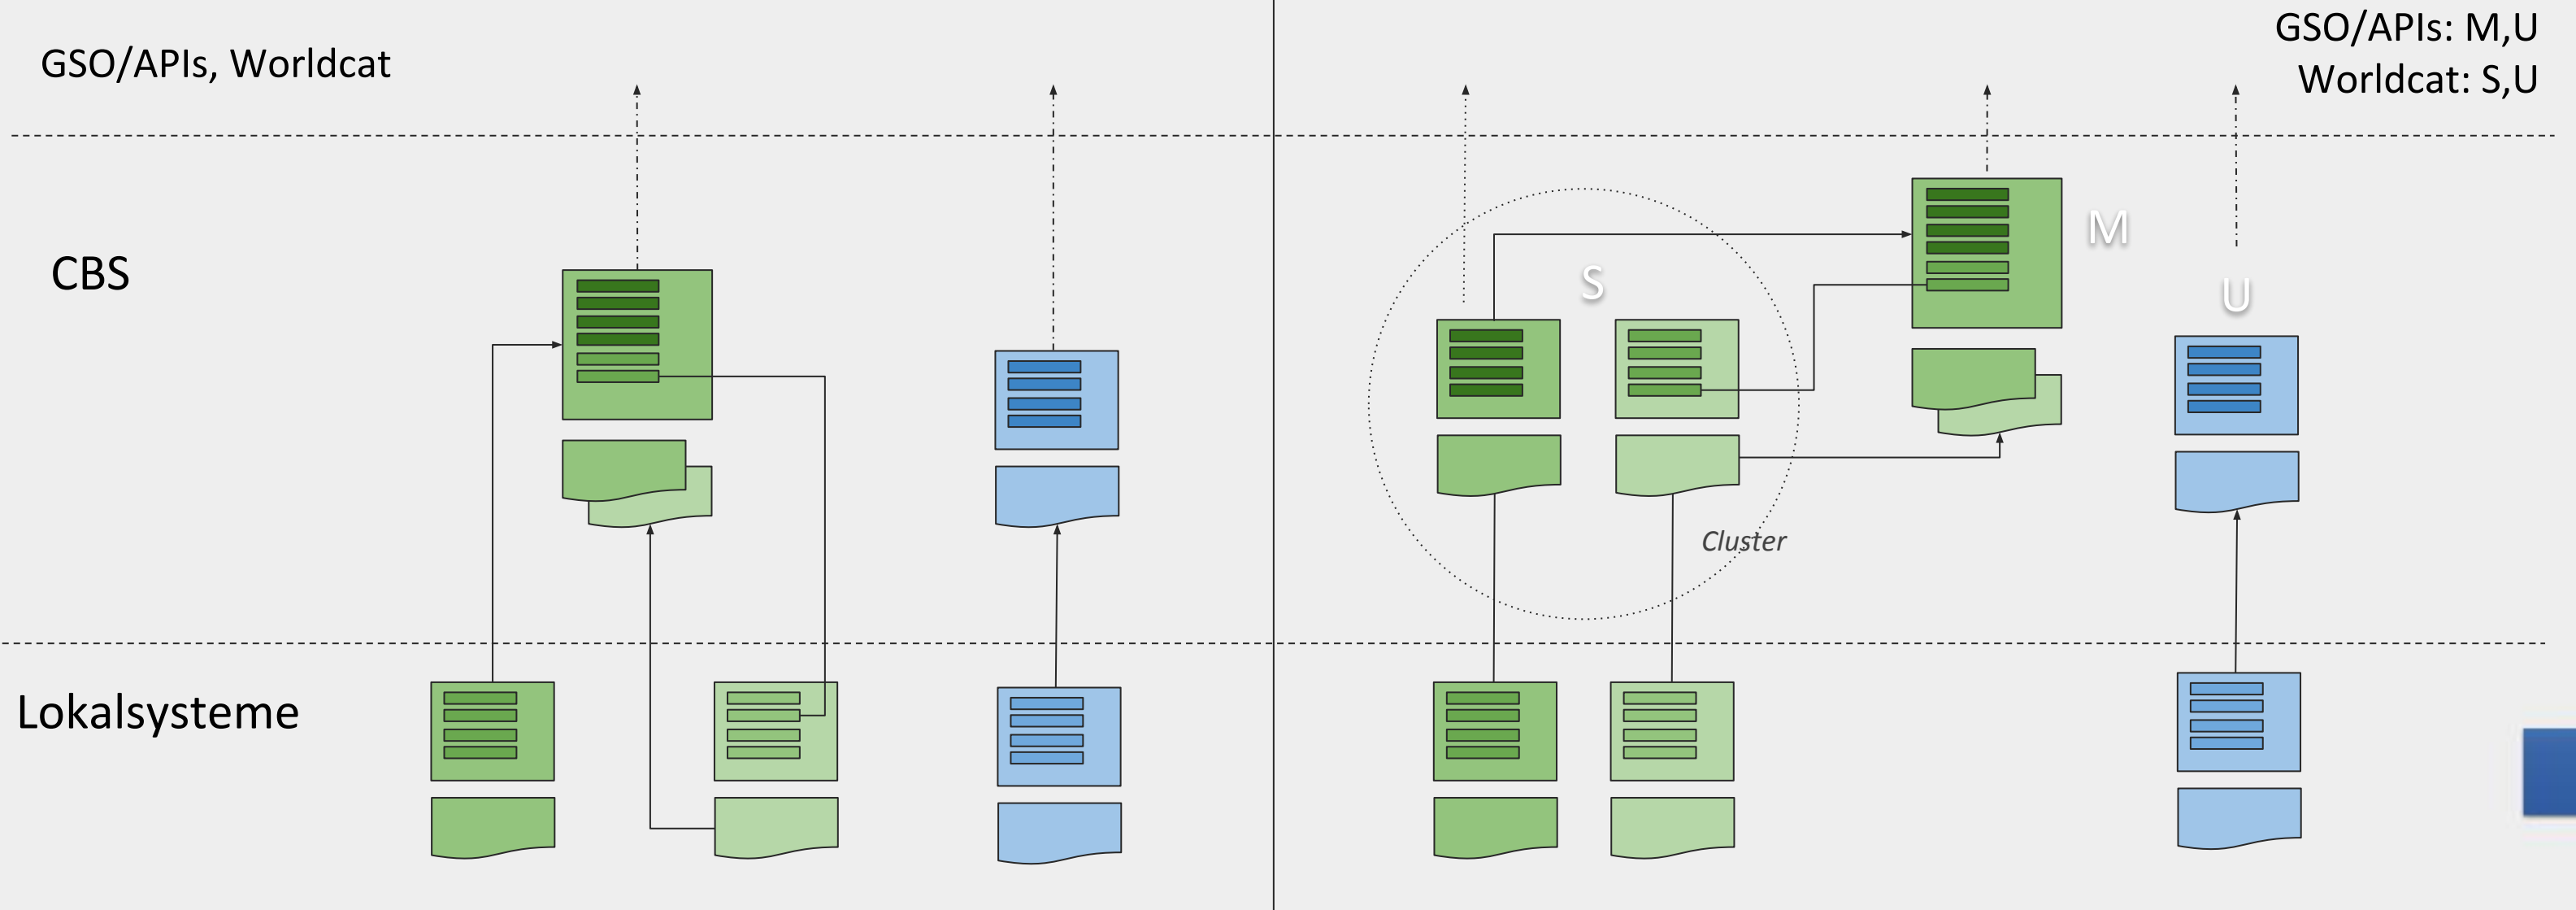 GSO/APIs, Worldcat
GSO/APIs: M,U
Worldcat: S,U
CBS
M
S
U
Cluster
Lokalsysteme